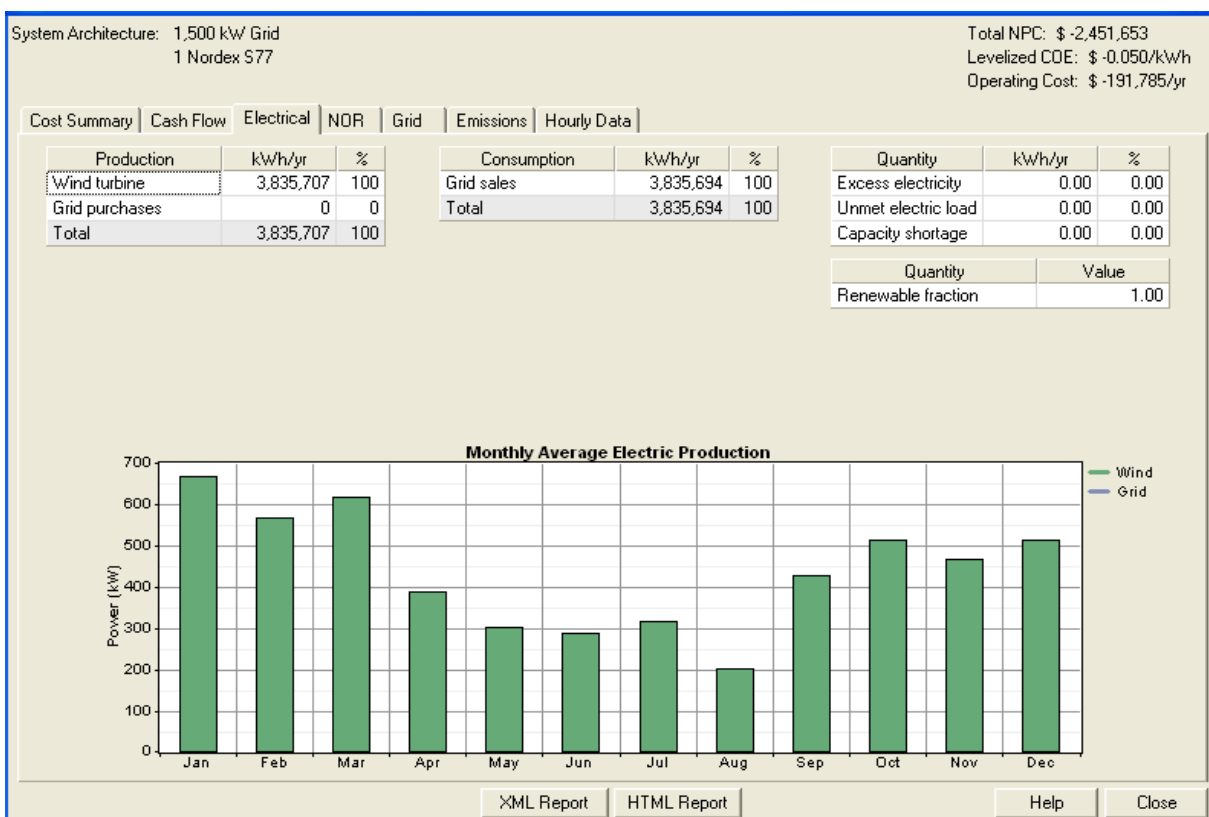 System Architecture: 1,500 kW Grid
1 Nordex S77
Total NPC: $ -2,451,653
Levelized COE: $ -0.050/kWh
Operating Cost: $ -191,785/yr
Cost Summary Cash Flow Electrical NOR Grid Emissions Hourly Data
Production kWh/yr %
Wind turbine 3,835,707 100
Grid purchases 0 0
Total 3,835,707 100
Consumption kWh/yr %
Grid sales 3,835,694 100
Total 3,835,694 100
Quantity kWh/yr %
Excess electricity 0.00 0.00
Unmet electric load 0.00 0.00
Capacity shortage 0.00 0.00
Quantity Value
Renewable fraction 1.00
Monthly Average Electric Production
Power (kW)
700
600
500
400
300
200
100
0
Jan Feb Mar Apr May Jun Jul Aug Sep Oct Nov Dec
Wind
Grid
XML Report HTML Report Help Close